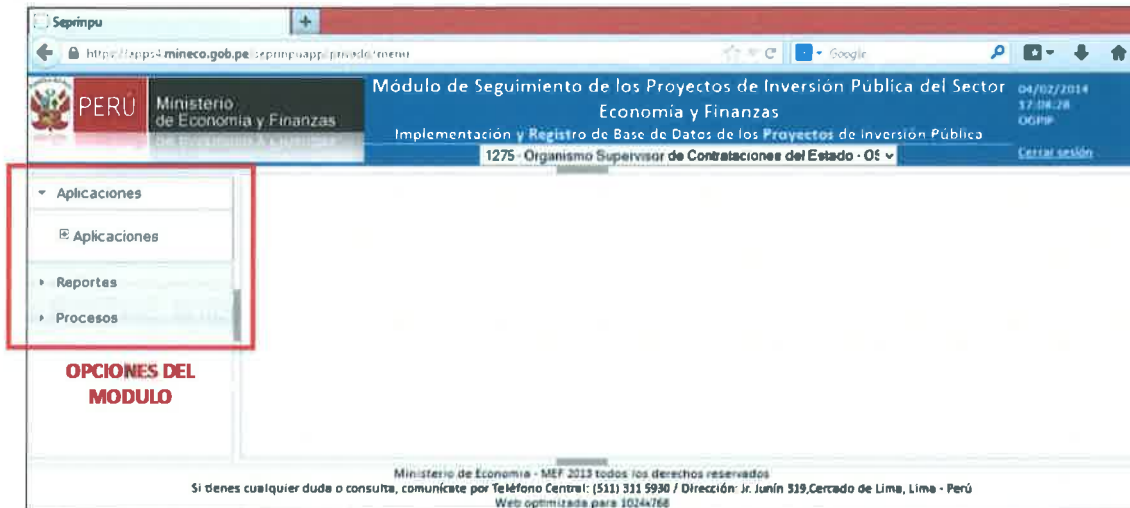 Seprinpu
https://apps4.mineco.gob.pe/seprinpuapp/privado/menu
Google
PERÚ
Ministerio
de Economía y Finanzas
Módulo de Seguimiento de los Proyectos de Inversión Pública del Sector
Economía y Finanzas
Implementación y Registro de Base de Datos de los Proyectos de Inversión Pública
1275 - Organismo Supervisor de Contrataciones del Estado - OS
04/02/2014
17:08:28
OGPIP
Cerrar sesión
Aplicaciones
Aplicaciones
Reportes
Procesos
OPCIONES DEL
MODULO
Ministerio de Economía - MEF 2013 todos los derechos reservados
Si tienes cualquier duda o consulta, comunícate por Teléfono Central: (511) 311 5930 / Dirección: Jr. Junín 319,Cercado de Lima, Lima - Perú
Web optimizada para 1024x768